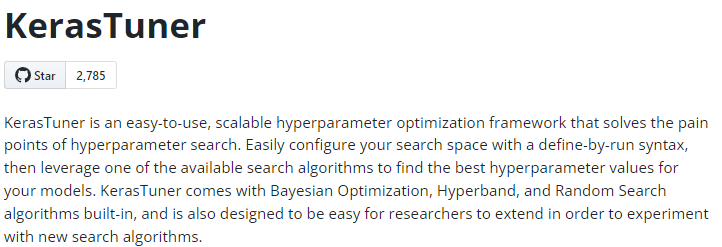 KerasTuner
Star 2,785
KerasTuner is an easy-to-use, scalable hyperparameter optimization framework that solves the pain
points of hyperparameter search. Easily configure your search space with a define-by-run syntax,
then leverage one of the available search algorithms to find the best hyperparameter values for
your models. KerasTuner comes with Bayesian Optimization, Hyperband, and Random Search
algorithms built-in, and is also designed to be easy for researchers to extend in order to experiment
with new search algorithms.